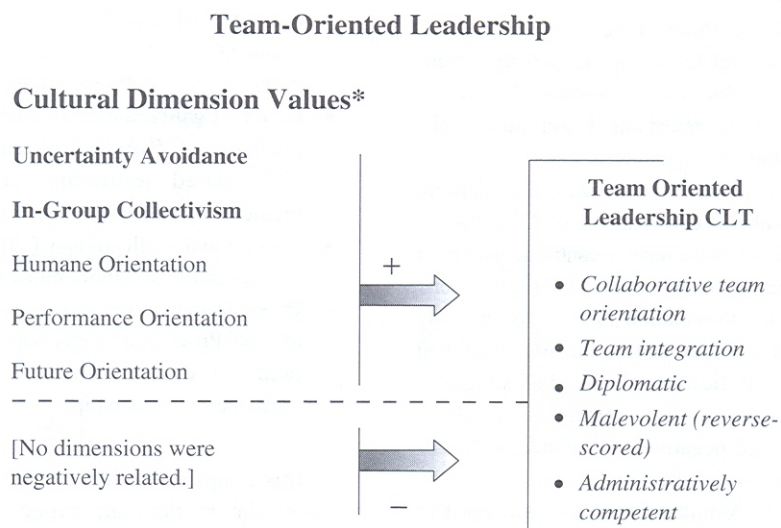 Team-Oriented Leadership
Cultural Dimension Values*
Uncertainty Avoidance
In-Group Collectivism
Humane Orientation
Performance Orientation
Future Orientation
+
[No dimensions were
negatively related.]
–
Team Oriented
Leadership CLT
• Collaborative team
orientation
• Team integration
• Diplomatic
• Malevolent (reverse-
scored)
• Administratively
competent